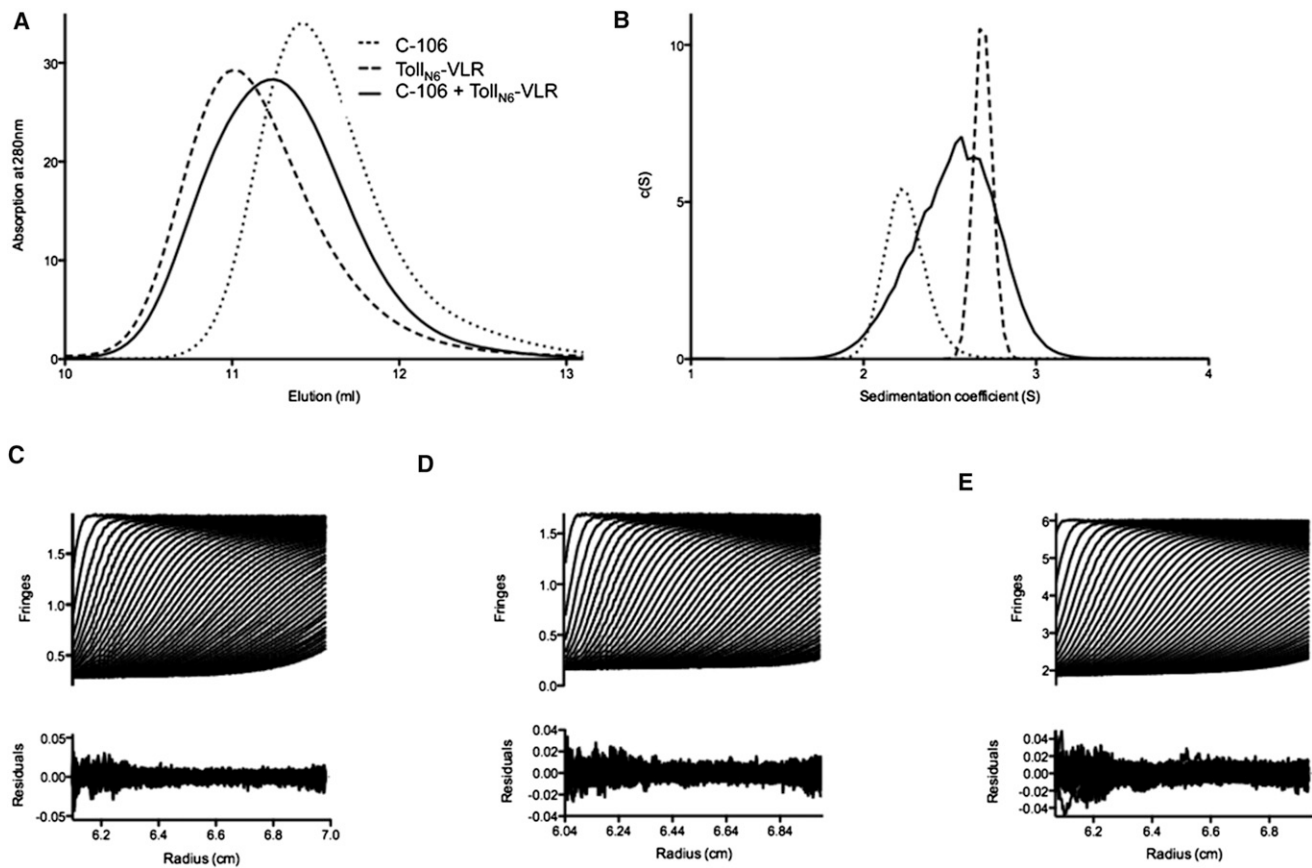 A
C-106
Toll_N6-VLR
C-106 + Toll_N6-VLR
Absorption at 280nm
30
20
10
0
10 11 12 13
Elution (ml)
B
c(S)
10
5
0
1 2 3 4
Sedimentation coefficient (S)
C
Fringes
1.5
1.0
0.5
Residuals
0.05
0.00
-0.05
6.2 6.4 6.6 6.8 7.0
Radius (cm)
D
Fringes
1.5
1.0
0.5
0.0
Residuals
0.04
0.02
0.00
-0.02
-0.04
6.04 6.24 6.44 6.64 6.84
Radius (cm)
E
Fringes
6
5
4
3
2
Residuals
0.04
0.02
0.00
-0.02
-0.04
6.2 6.4 6.6 6.8
Radius (cm)